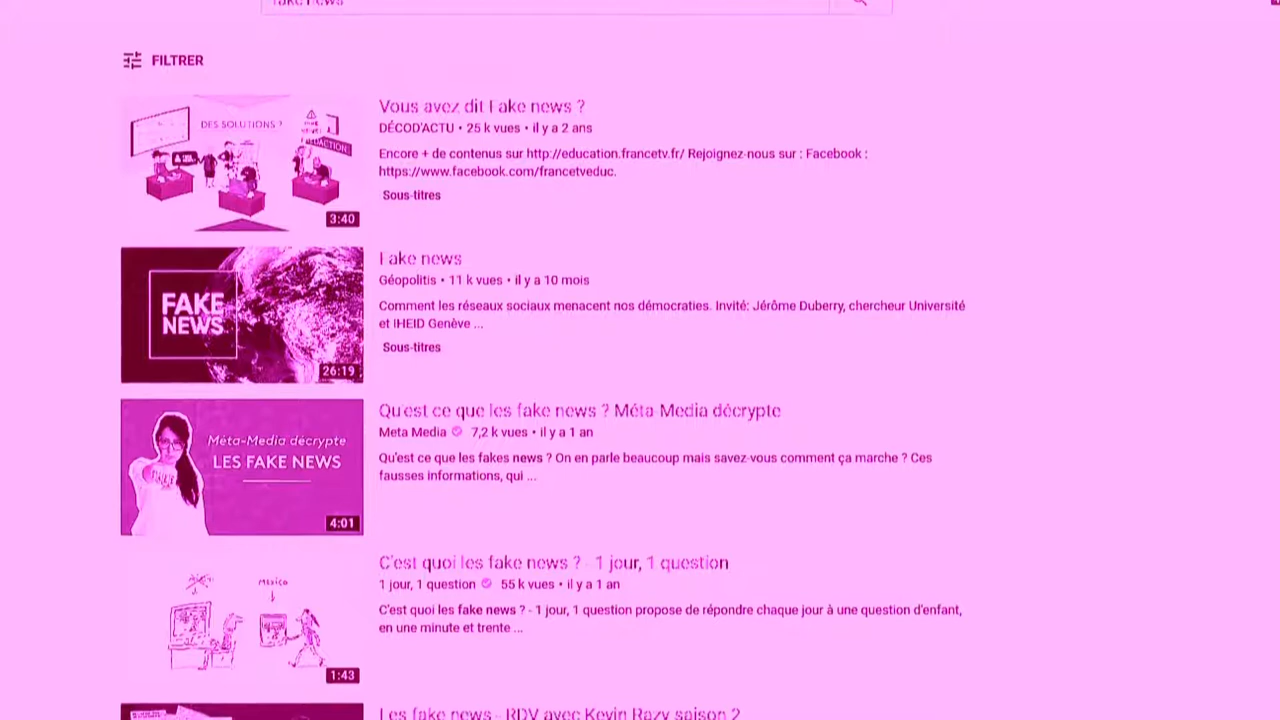 fake news
FILTRER
DES SOLUTIONS ?
Vous avez dit Fake news ?
DÉCOD'ACTU • 25 k vues • il y a 2 ans
Encore + de contenus sur http://education.francetv.fr/ Rejoignez-nous sur : Facebook :
https://www.facebook.com/francetveduc.
Sous-titres
3:40
Fake news
Géopolitis • 11 k vues • il y a 10 mois
FAKE
NEWS
Comment les réseaux sociaux menacent nos démocraties. Invité: Jérôme Duberry, chercheur Université
et IHEID Genève ...
Sous-titres
26:19
Qu'est ce que les fake news ? Méta-Media décrypte
Meta Media 7,2 k vues • il y a 1 an
Méta-Media décrypte
LES FAKE NEWS
Qu'est ce que les fakes news ? On en parle beaucoup mais savez-vous comment ça marche ? Ces
fausses informations, qui ...
4:01
C'est quoi les fake news ? - 1 jour, 1 question
1 jour, 1 question 55 k vues • il y a 1 an
Mexico
C'est quoi les fake news ? - 1 jour, 1 question propose de répondre chaque jour à une question d'enfant,
en une minute et trente ...
1:43
Les fake news - RDV avec Kevin Razy saison 2